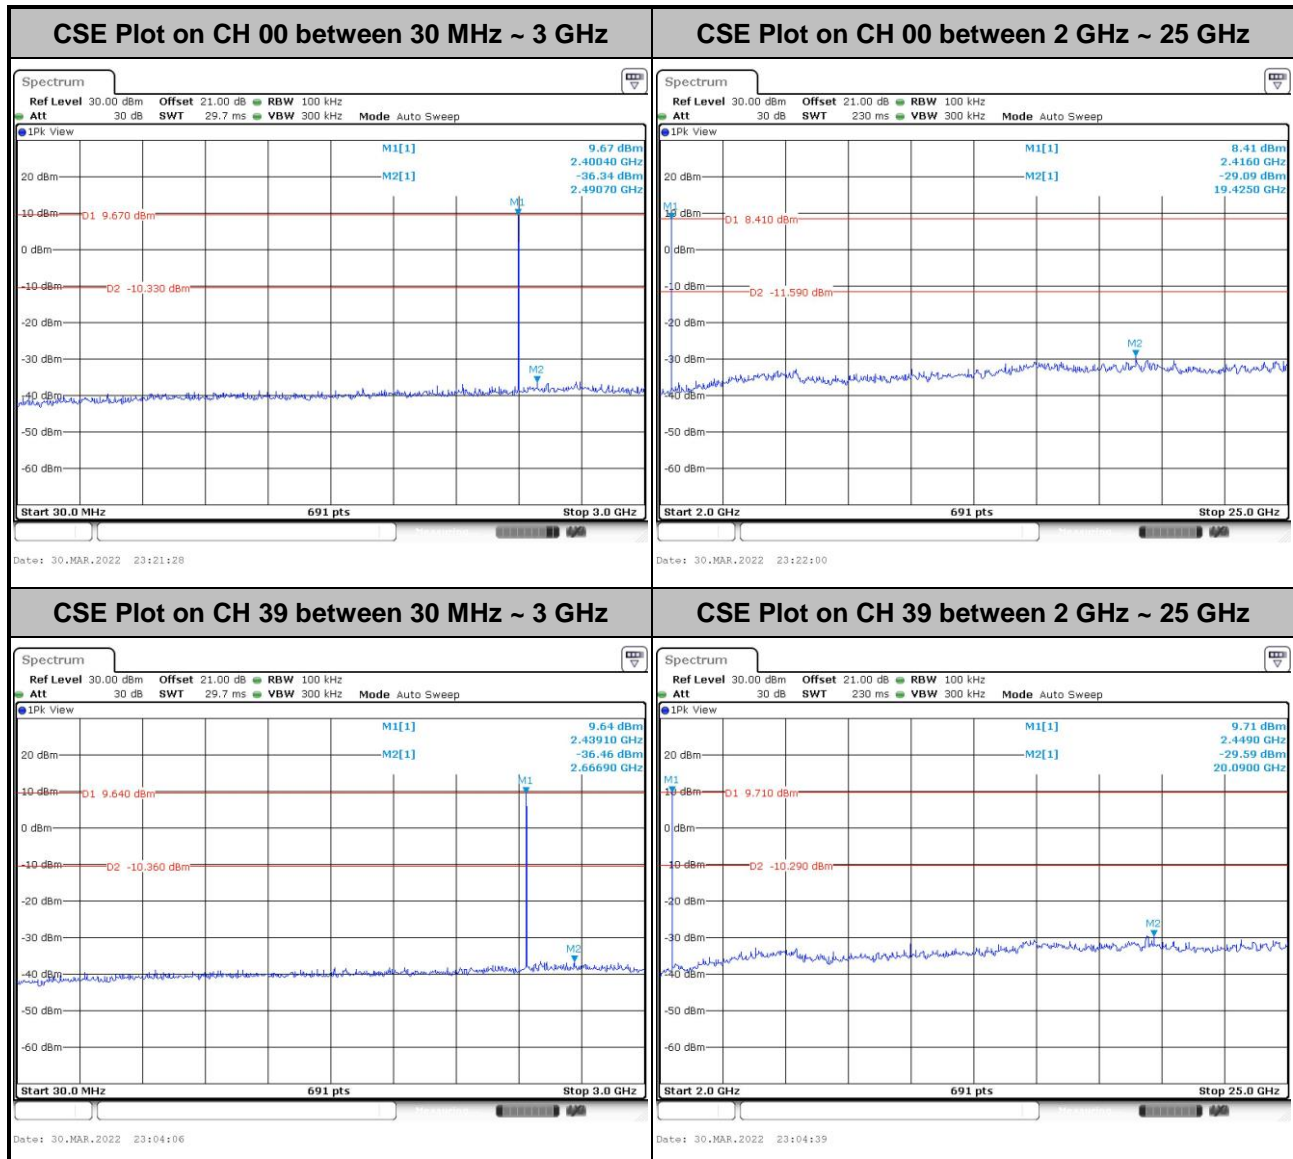 CSE Plot on CH 00 between 30 MHz ~ 3 GHz
Spectrum
Ref Level 30.00 dBm Offset 21.00 dB RBW 100 kHz
Att 30 dB SWT 29.7 ms VBW 300 kHz Mode Auto Sweep
1Pk View
M1[1] 9.67 dBm
2.40040 GHz
20 dBm M2[1] -36.34 dBm
2.49070 GHz
M1
10 dBm D1 9.670 dBm
0 dBm
-10 dBm D2 -10.330 dBm
-20 dBm
-30 dBm
M2
-40 dBm
-50 dBm
-60 dBm
Start 30.0 MHz 691 pts Stop 3.0 GHz
Date: 30.MAR.2022 23:21:28
CSE Plot on CH 00 between 2 GHz ~ 25 GHz
Spectrum
Ref Level 30.00 dBm Offset 21.00 dB RBW 100 kHz
Att 30 dB SWT 230 ms VBW 300 kHz Mode Auto Sweep
1Pk View
M1[1] 8.41 dBm
2.4160 GHz
20 dBm M2[1] -29.09 dBm
19.4250 GHz
M1
10 dBm D1 8.410 dBm
0 dBm
-10 dBm D2 -11.590 dBm
-20 dBm
M2
-30 dBm
-40 dBm
-50 dBm
-60 dBm
Start 2.0 GHz 691 pts Stop 25.0 GHz
Date: 30.MAR.2022 23:22:00
CSE Plot on CH 39 between 30 MHz ~ 3 GHz
Spectrum
Ref Level 30.00 dBm Offset 21.00 dB RBW 100 kHz
Att 30 dB SWT 29.7 ms VBW 300 kHz Mode Auto Sweep
1Pk View
M1[1] 9.64 dBm
2.43910 GHz
20 dBm M2[1] -36.46 dBm
2.66690 GHz
M1
10 dBm D1 9.640 dBm
0 dBm
-10 dBm D2 -10.360 dBm
-20 dBm
-30 dBm
M2
-40 dBm
-50 dBm
-60 dBm
Start 30.0 MHz 691 pts Stop 3.0 GHz
Date: 30.MAR.2022 23:04:06
CSE Plot on CH 39 between 2 GHz ~ 25 GHz
Spectrum
Ref Level 30.00 dBm Offset 21.00 dB RBW 100 kHz
Att 30 dB SWT 230 ms VBW 300 kHz Mode Auto Sweep
1Pk View
M1[1] 9.71 dBm
2.4490 GHz
20 dBm M2[1] -29.59 dBm
20.0900 GHz
M1
10 dBm D1 9.710 dBm
0 dBm
-10 dBm D2 -10.290 dBm
-20 dBm
M2
-30 dBm
-40 dBm
-50 dBm
-60 dBm
Start 2.0 GHz 691 pts Stop 25.0 GHz
Date: 30.MAR.2022 23:04:39